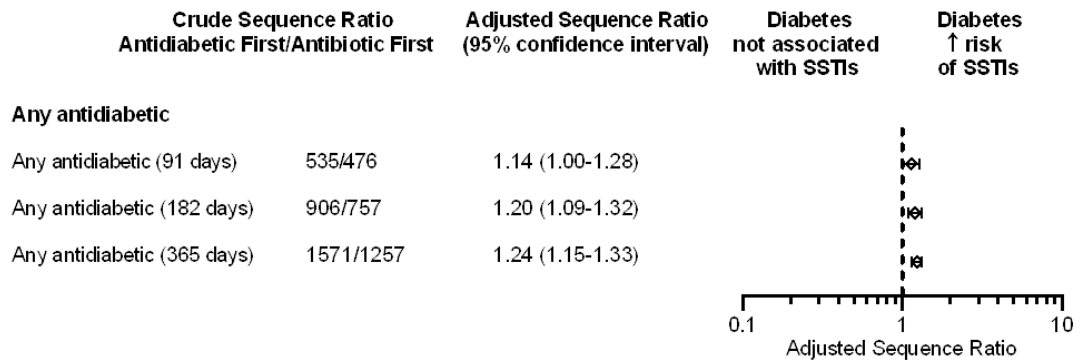 Crude Sequence Ratio Adjusted Sequence Ratio Diabetes Diabetes
Antidiabetic First/Antibiotic First (95% confidence interval) not associated ↑ risk
with SSTIs of SSTIs
Any antidiabetic
Any antidiabetic (91 days) 535/476 1.14 (1.00-1.28)
Any antidiabetic (182 days) 906/757 1.20 (1.09-1.32)
Any antidiabetic (365 days) 1571/1257 1.24 (1.15-1.33)
0.1 1 10
Adjusted Sequence Ratio